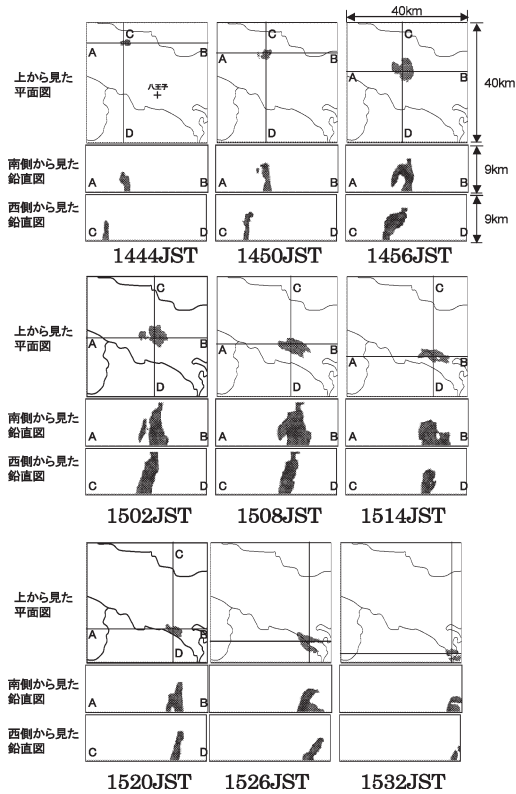 40km
上から見た
平面図
C
A B
八王子
D
C
A B
D
C
A B
D
40km
南側から見た
鉛直図
A B
A B
A B
9km
西側から見た
鉛直図
C D
C D
C D
9km
1444JST 1450JST 1456JST
上から見た
平面図
C
A B
D
C
A B
D
C
A B
D
南側から見た
鉛直図
A B
A B
A B
西側から見た
鉛直図
C D
C D
C D
1502JST 1508JST 1514JST
上から見た
平面図
C
A B
D
南側から見た
鉛直図
A B
西側から見た
鉛直図
C D
1520JST 1526JST 1532JST